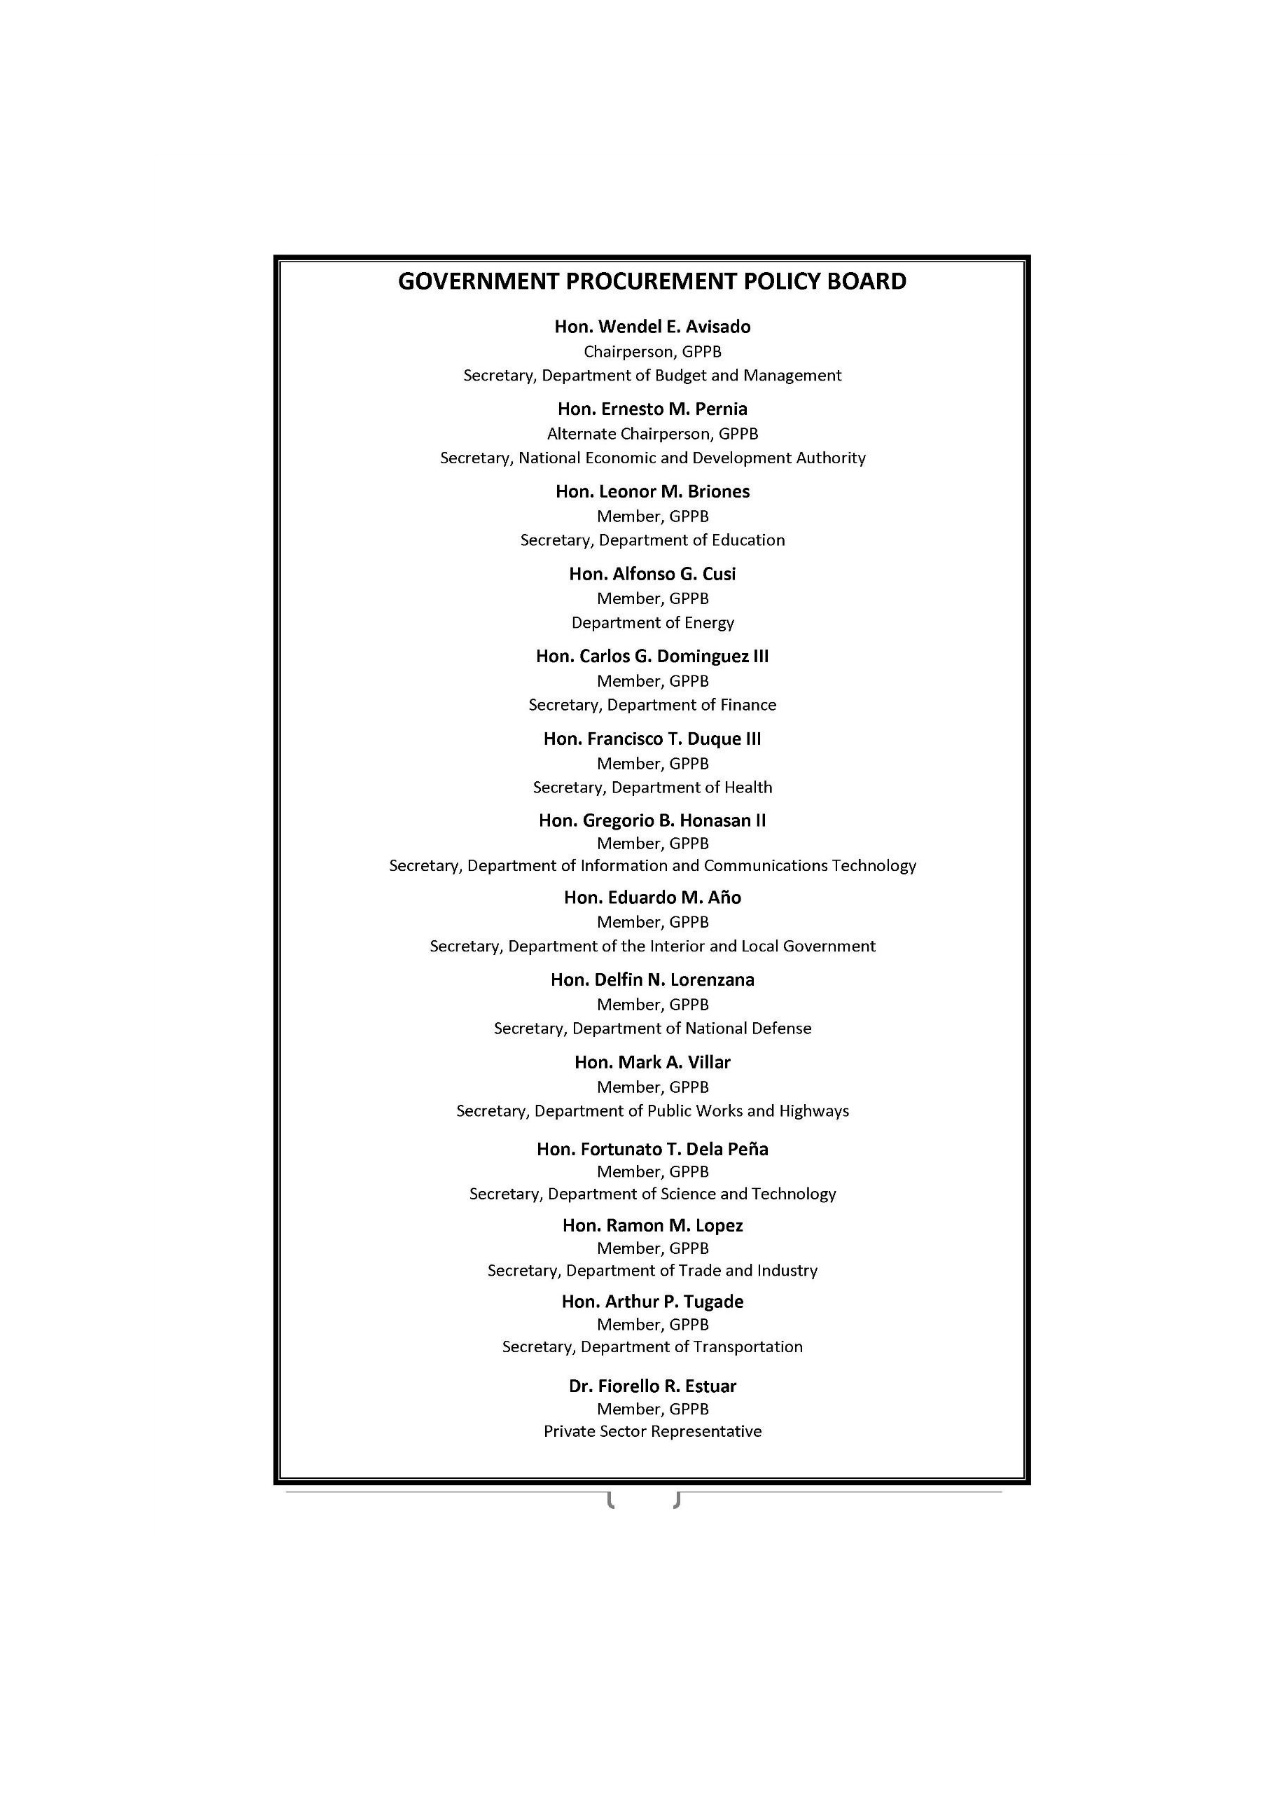 GOVERNMENT PROCUREMENT POLICY BOARD
Hon. Wendel E. Avisado
Chairperson, GPPB
Secretary, Department of Budget and Management
Hon. Ernesto M. Pernia
Alternate Chairperson, GPPB
Secretary, National Economic and Development Authority
Hon. Leonor M. Briones
Member, GPPB
Secretary, Department of Education
Hon. Alfonso G. Cusi
Member, GPPB
Department of Energy
Hon. Carlos G. Dominguez III
Member, GPPB
Secretary, Department of Finance
Hon. Francisco T. Duque III
Member, GPPB
Secretary, Department of Health
Hon. Gregorio B. Honasan II
Member, GPPB
Secretary, Department of Information and Communications Technology
Hon. Eduardo M. Año
Member, GPPB
Secretary, Department of the Interior and Local Government
Hon. Delfin N. Lorenzana
Member, GPPB
Secretary, Department of National Defense
Hon. Mark A. Villar
Member, GPPB
Secretary, Department of Public Works and Highways
Hon. Fortunato T. Dela Peña
Member, GPPB
Secretary, Department of Science and Technology
Hon. Ramon M. Lopez
Member, GPPB
Secretary, Department of Trade and Industry
Hon. Arthur P. Tugade
Member, GPPB
Secretary, Department of Transportation
Dr. Fiorello R. Estuar
Member, GPPB
Private Sector Representative